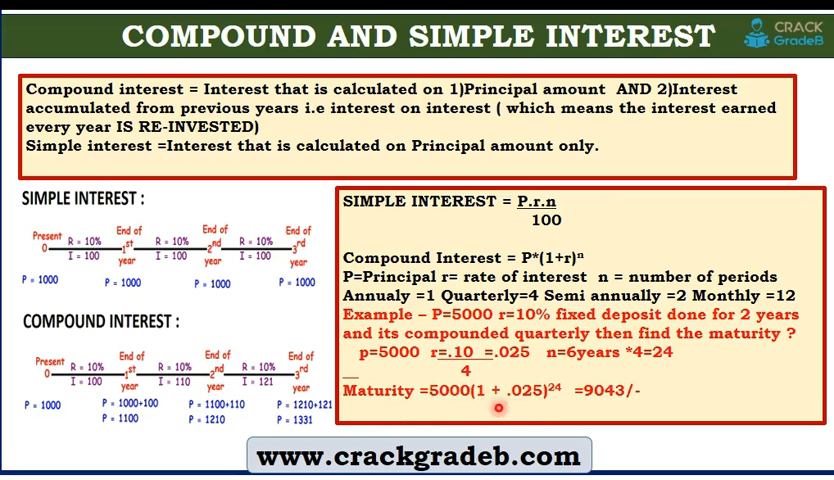 COMPOUND AND SIMPLE INTEREST
CRACK
GradeB
Compound interest = Interest that is calculated on 1)Principal amount AND 2)Interest
accumulated from previous years i.e interest on interest ( which means the interest earned
every year IS RE-INVESTED)
Simple interest =Interest that is calculated on Principal amount only.
SIMPLE INTEREST :
Present
0
R = 10%
I = 100
End of
1st
year
R = 10%
I = 100
End of
2nd
year
R = 10%
I = 100
End of
3rd
year
P = 1000
P = 1000
P = 1000
P = 1000
COMPOUND INTEREST :
Present
0
R = 10%
I = 100
End of
1st
year
R = 10%
I = 110
End of
2nd
year
R = 10%
I = 121
End of
3rd
year
P = 1000
P = 1000+100
P = 1100
P = 1100+110
P = 1210
P = 1210+121
P = 1331
SIMPLE INTEREST = P.r.n
100
Compound Interest = P*(1+r)ⁿ
P=Principal r= rate of interest n = number of periods
Annualy =1 Quarterly=4 Semi annually =2 Monthly =12
Example – P=5000 r=10% fixed deposit done for 2 years
and its compounded quarterly then find the maturity ?
p=5000 r=.10 =.025 n=6years *4=24
4
Maturity =5000(1 + .025)²⁴ =9043/-
www.crackgradeb.com